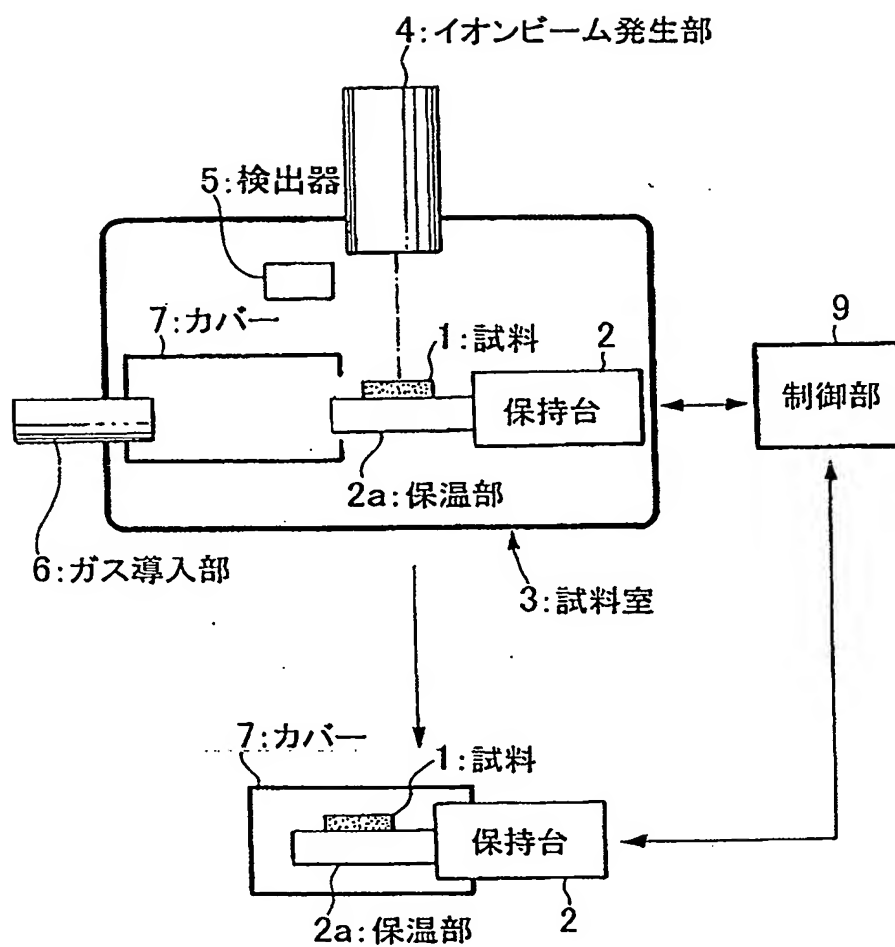 4:イオンビーム発生部
5:検出器
7:カバー
1:試料
2
9
保持台
制御部
2a:保温部
6:ガス導入部
3:試料室
7:カバー
1:試料
保持台
2a:保温部
2